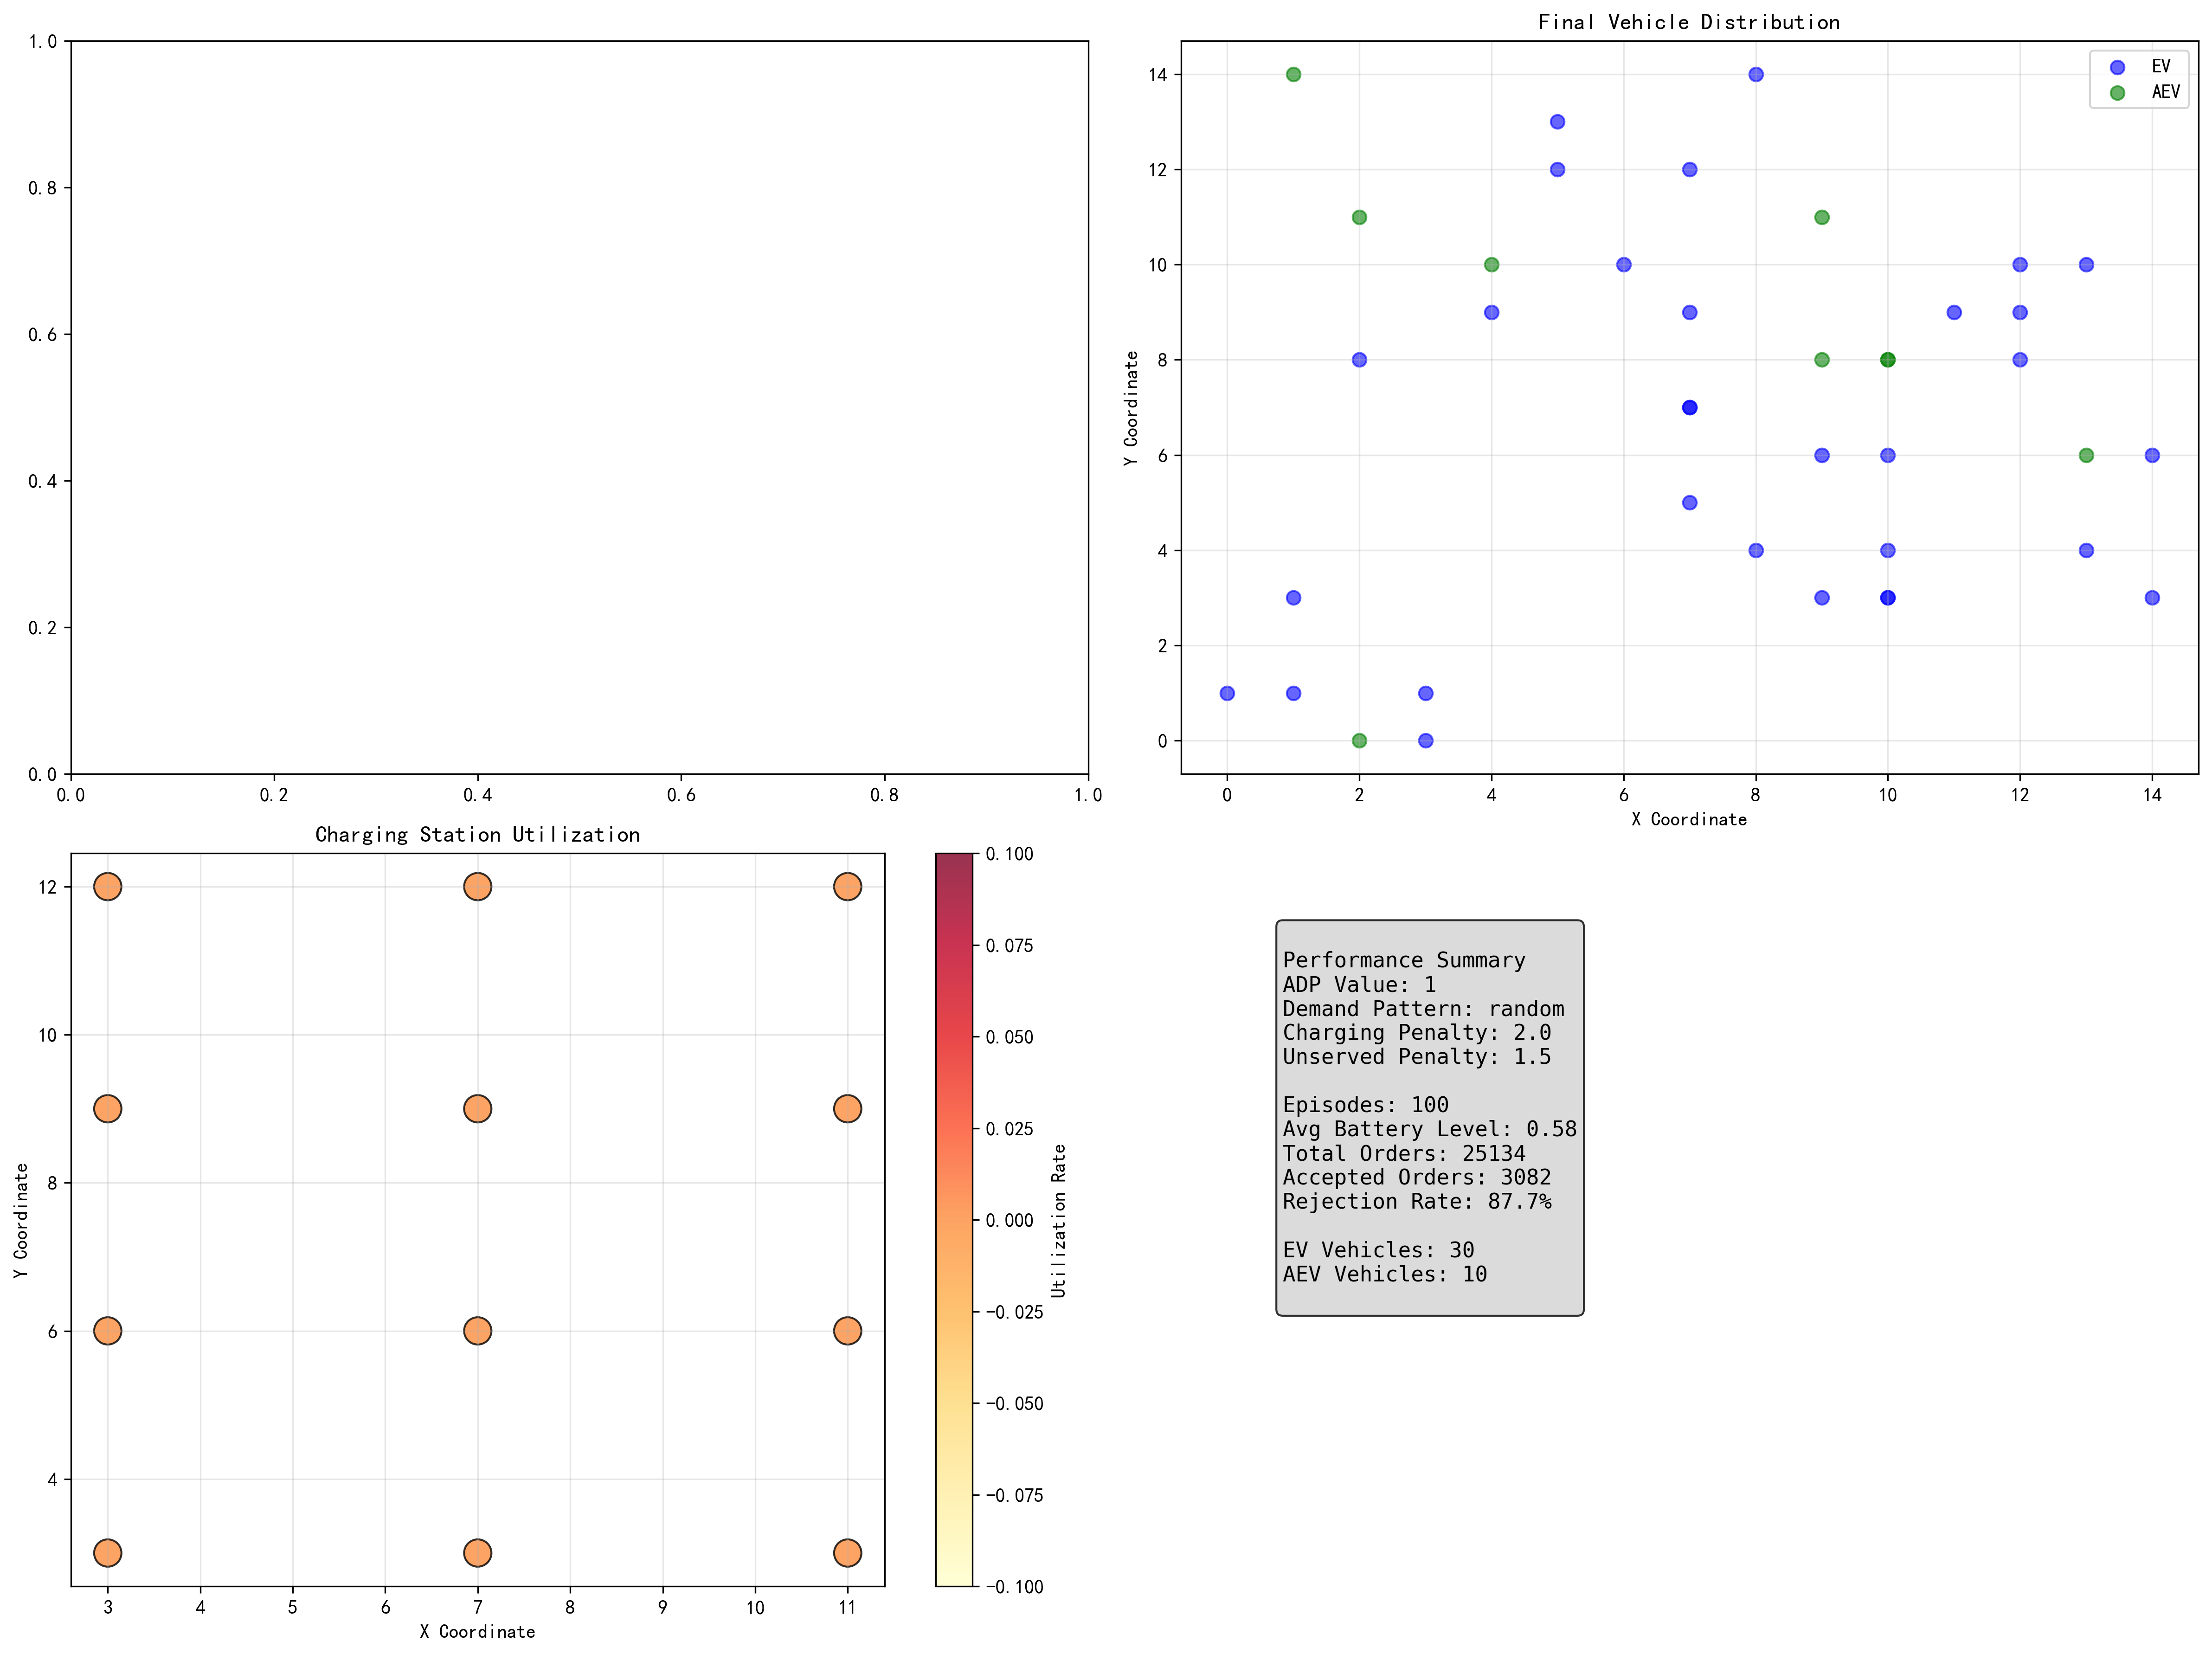 1.0
0.8
0.6
0.4
0.2
0.0
0.0 0.2 0.4 0.6 0.8 1.0
Final Vehicle Distribution
EV
AEV
Y Coordinate
14
12
10
8
6
4
2
0
0 2 4 6 8 10 12 14
X Coordinate
Charging Station Utilization
Y Coordinate
12
10
8
6
4
3 4 5 6 7 8 9 10 11
X Coordinate
0.100
0.075
0.050
0.025
0.000
−0.025
−0.050
−0.075
−0.100
Utilization Rate
Performance Summary
ADP Value: 1
Demand Pattern: random
Charging Penalty: 2.0
Unserved Penalty: 1.5
Episodes: 100
Avg Battery Level: 0.58
Total Orders: 25134
Accepted Orders: 3082
Rejection Rate: 87.7%
EV Vehicles: 30
AEV Vehicles: 10